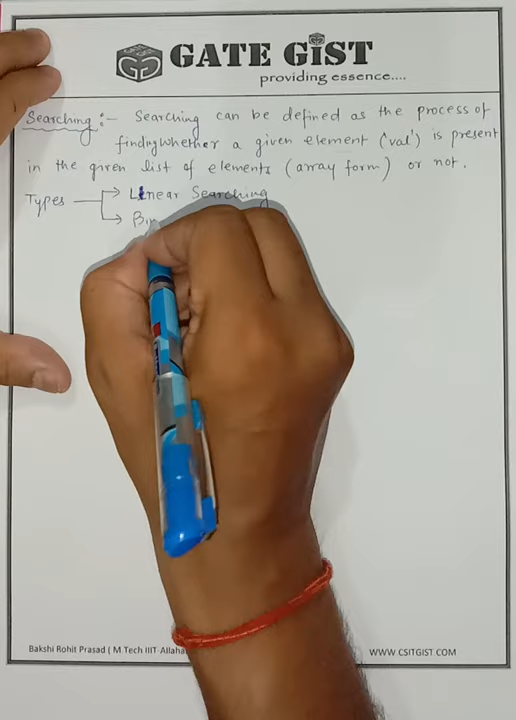 GATE GIST
providing essence....
Searching :- Searching can be defined as the process of
finding whether a given element ('val') is present
in the given list of elements (array form) or not.
Types → Linear Searching
→ Bin
Bakshi Rohit Prasad ( M Tech IIIT- Allaha
WWW.CSITGIST.COM